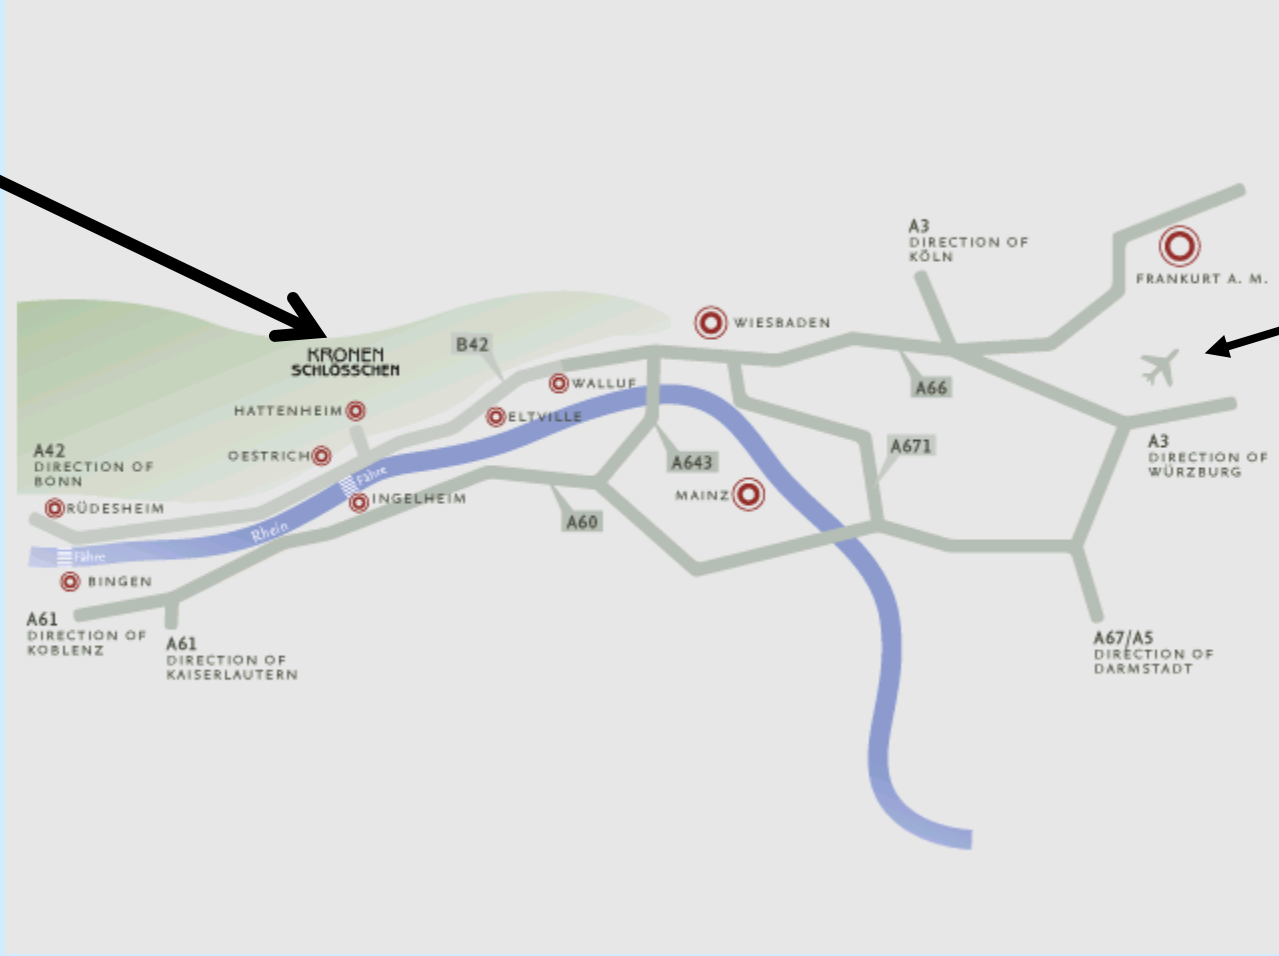 A3
DIRECTION OF
KÖLN
FRANKURT A. M.
WIESBADEN
B42
KRONEN
SCHLÖSSCHEN
WALLUF
A66
HATTENHEIM
ELTVILLE
A3
DIRECTION OF
WÜRZBURG
A671
A42
DIRECTION OF
BONN
OESTRICH
A643
Fähre
INGELHEIM
MAINZ
RÜDESHEIM
A60
Rhein
Fähre
BINGEN
A61
DIRECTION OF
KOBLENZ
A61
DIRECTION OF
KAISERLAUTERN
A67/A5
DIRECTION OF
DARMSTADT